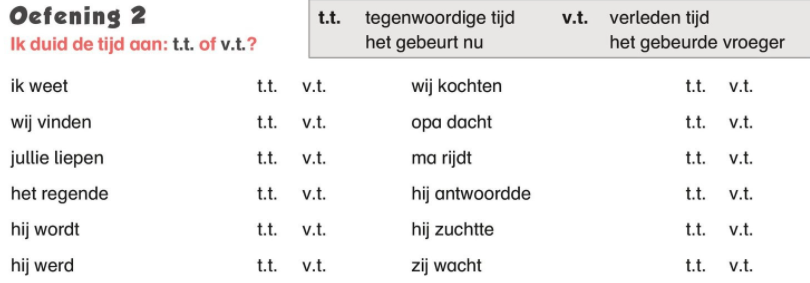 Oefening 2
Ik duid de tijd aan: t.t. of v.t.?
t.t. tegenwoordige tijd v.t. verleden tijd
het gebeurt nu het gebeurde vroeger
ik weet t.t. v.t. wij kochten t.t. v.t.
wij vinden t.t. v.t. opa dacht t.t. v.t.
jullie liepen t.t. v.t. ma rijdt t.t. v.t.
het regende t.t. v.t. hij antwoordde t.t. v.t.
hij wordt t.t. v.t. hij zuchtte t.t. v.t.
hij werd t.t. v.t. zij wacht t.t. v.t.